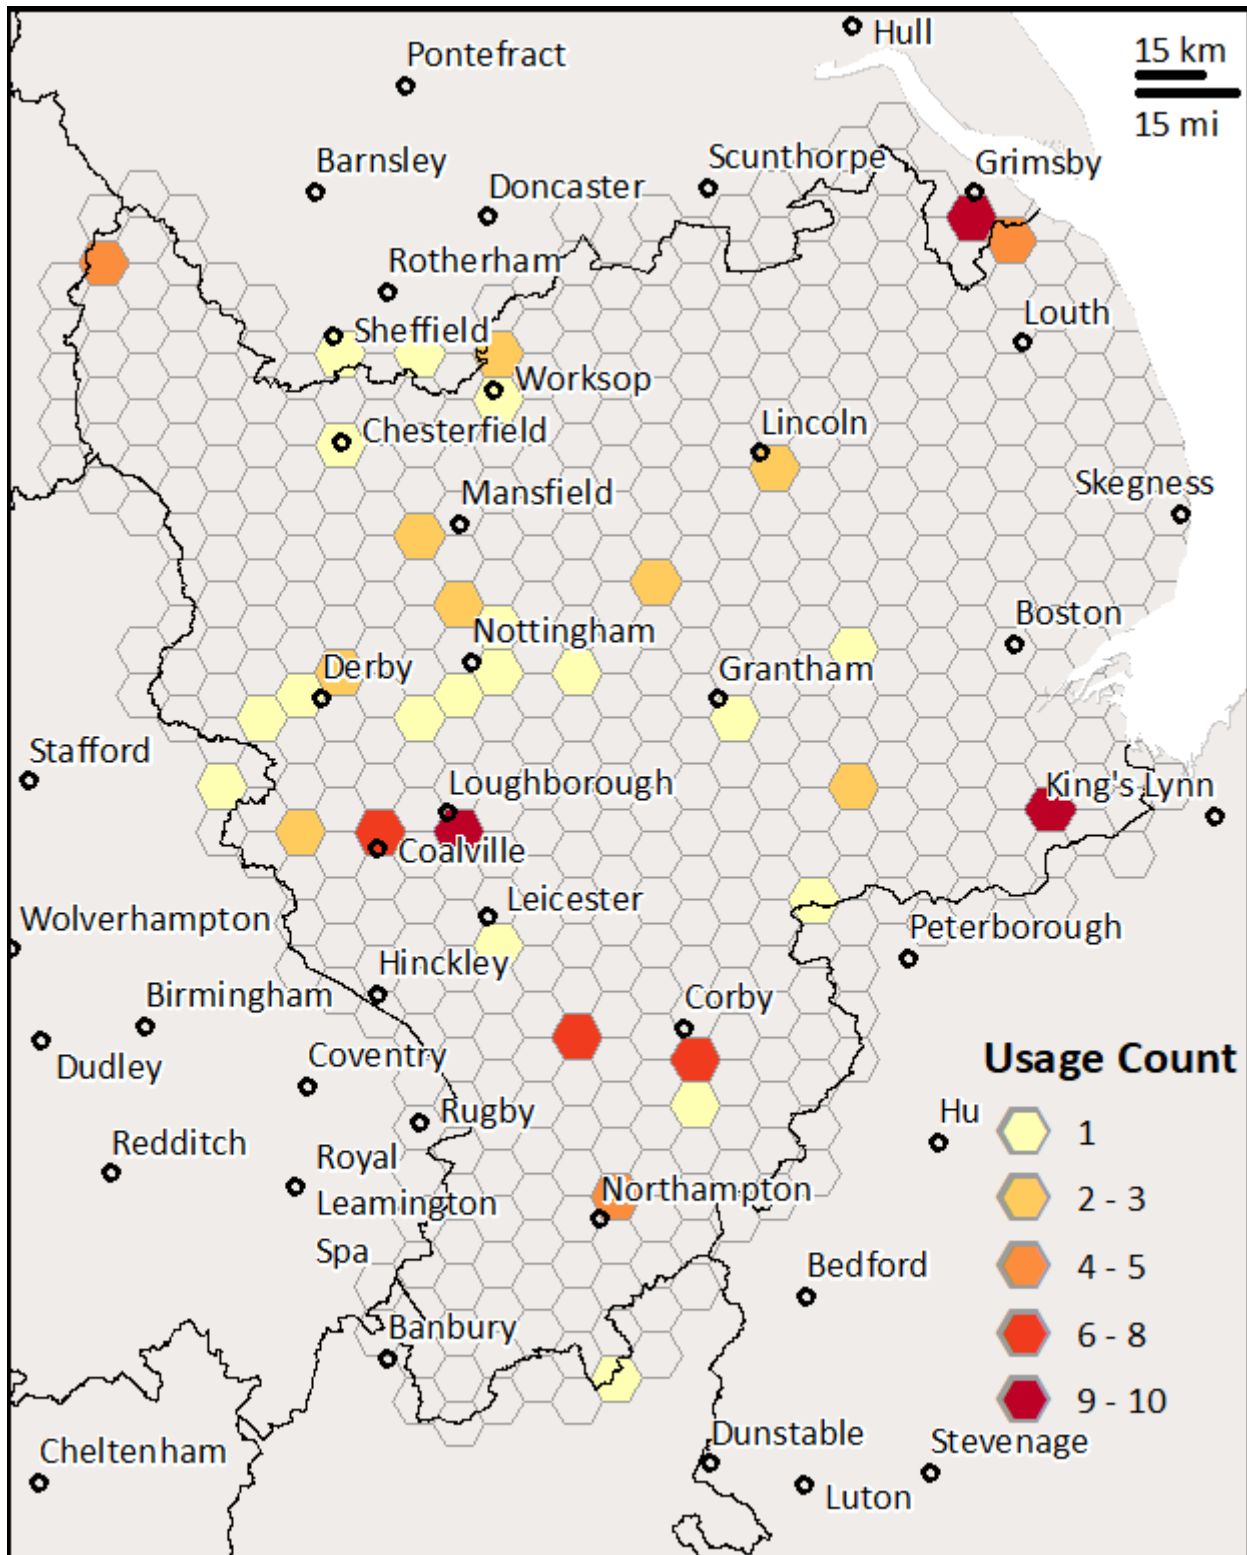 Hull
15 km
15 mi
Pontefract
Barnsley
Doncaster
Scunthorpe
Grimsby
Rotherham
Sheffield
Louth
Worksop
Chesterfield
Lincoln
Mansfield
Skegness
Nottingham
Boston
Derby
Grantham
Stafford
Loughborough
King's Lynn
Coalville
Leicester
Wolverhampton
Peterborough
Hinckley
Birmingham
Corby
Dudley
Coventry
Rugby
Redditch
Royal
Leamington
Spa
Northampton
Hu
Bedford
Banbury
Usage Count
1
2 - 3
4 - 5
6 - 8
9 - 10
Cheltenham
Dunstable
Stevenage
Luton